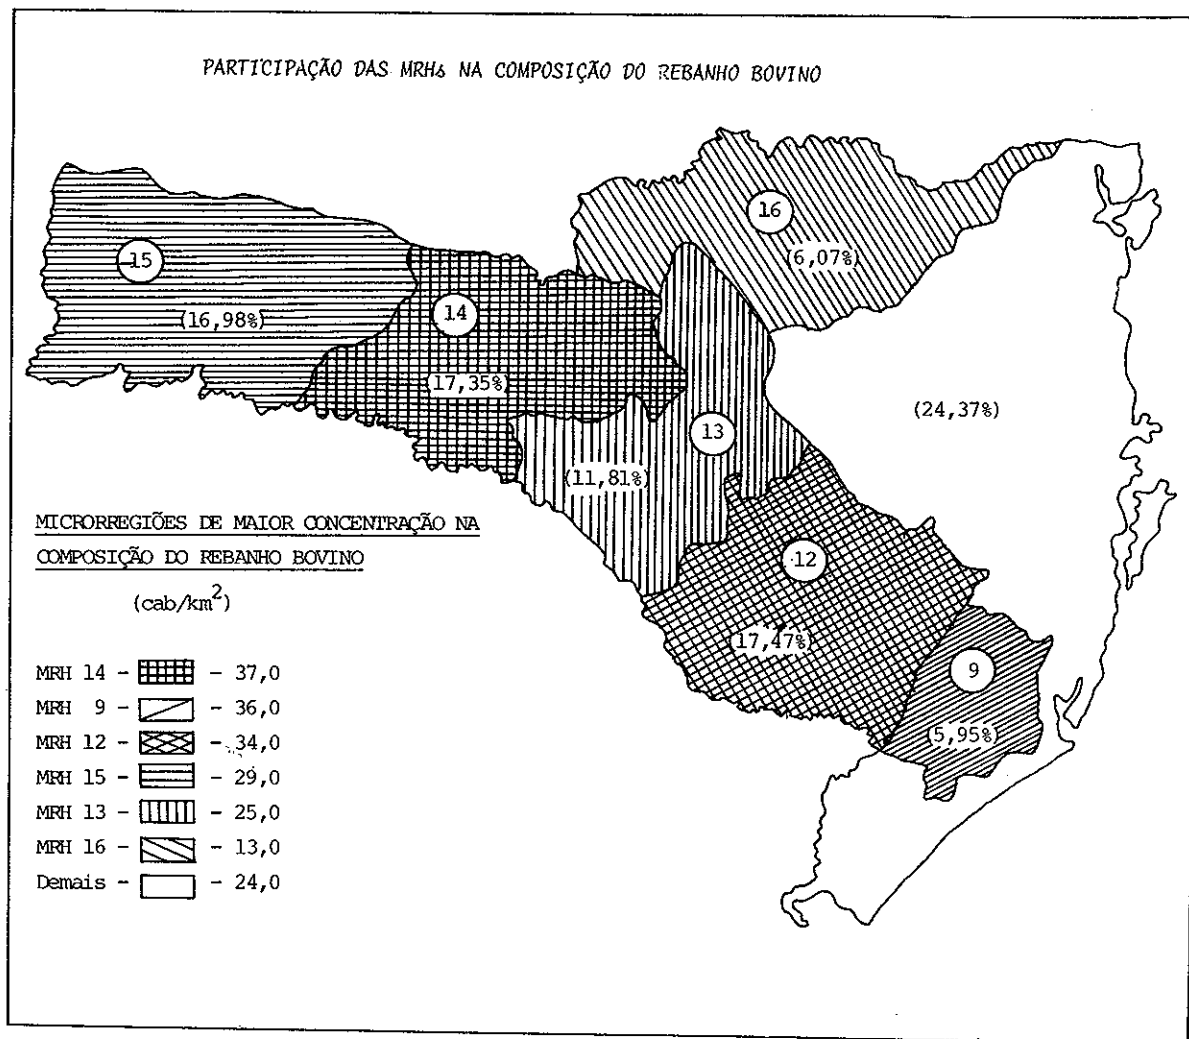 PARTICIPAÇÃO DAS MRHs NA COMPOSIÇÃO DO REBANHO BOVINO
16
(6,07%)
15
(16,98%)
14
(17,35%)
(24,37%)
13
(11,81%)
12
(17,47%)
9
(5,95%)
MICRORREGIÕES DE MAIOR CONCENTRAÇÃO NA
COMPOSIÇÃO DO REBANHO BOVINO
(cab/km²)
MRH 14 - - 37,0
MRH 9 - - 36,0
MRH 12 - - 34,0
MRH 15 - - 29,0
MRH 13 - - 25,0
MRH 16 - - 13,0
Demais - - 24,0